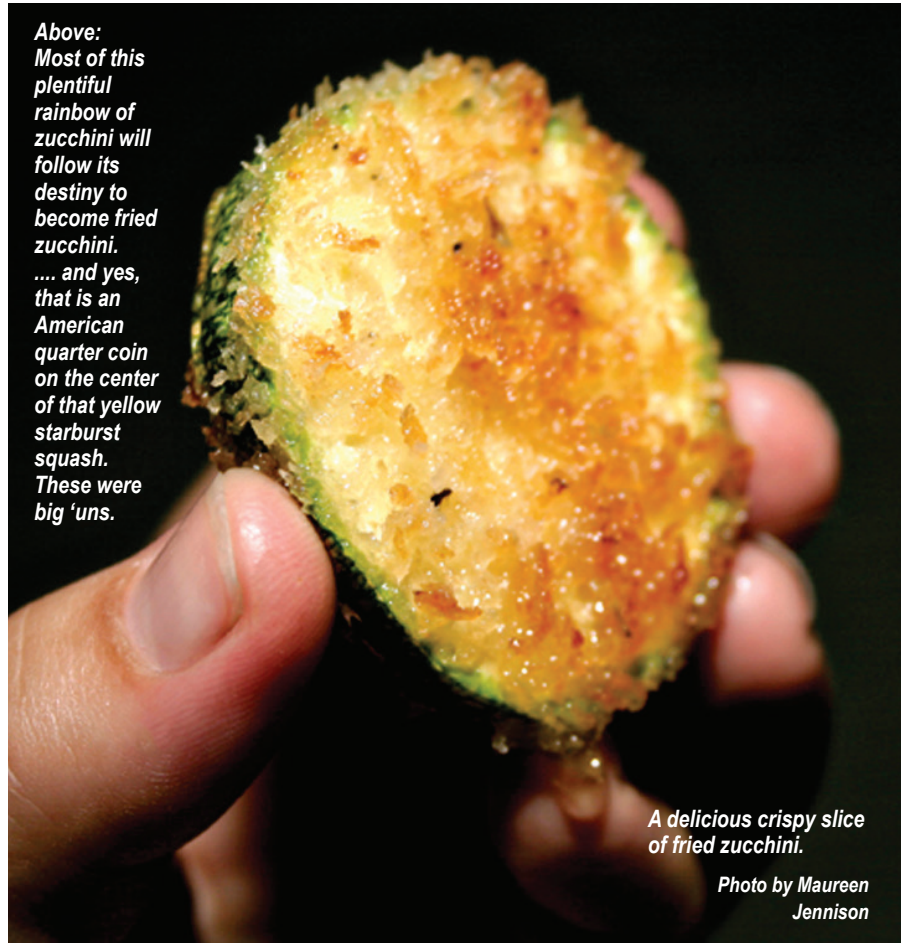 Above:
Most of this
plentiful
rainbow of
zucchini will
follow its
destiny to
become fried
zucchini.
.... and yes,
that is an
American
quarter coin
on the center
of that yellow
starburst
squash.
These were
big ‘uns.
A delicious crispy slice
of fried zucchini.
Photo by Maureen
Jennison